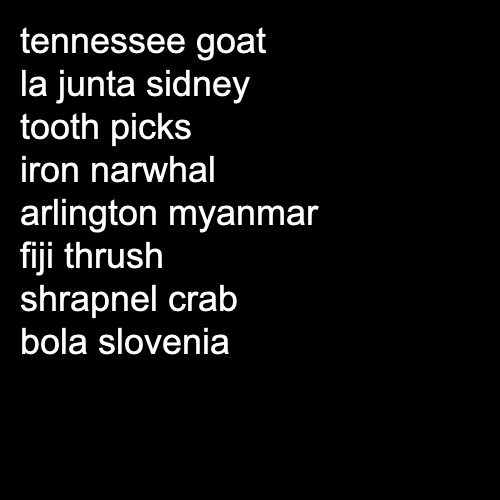 tennessee goat
la junta sidney
tooth picks
iron narwhal
arlington myanmar
fiji thrush
shrapnel crab
bola slovenia